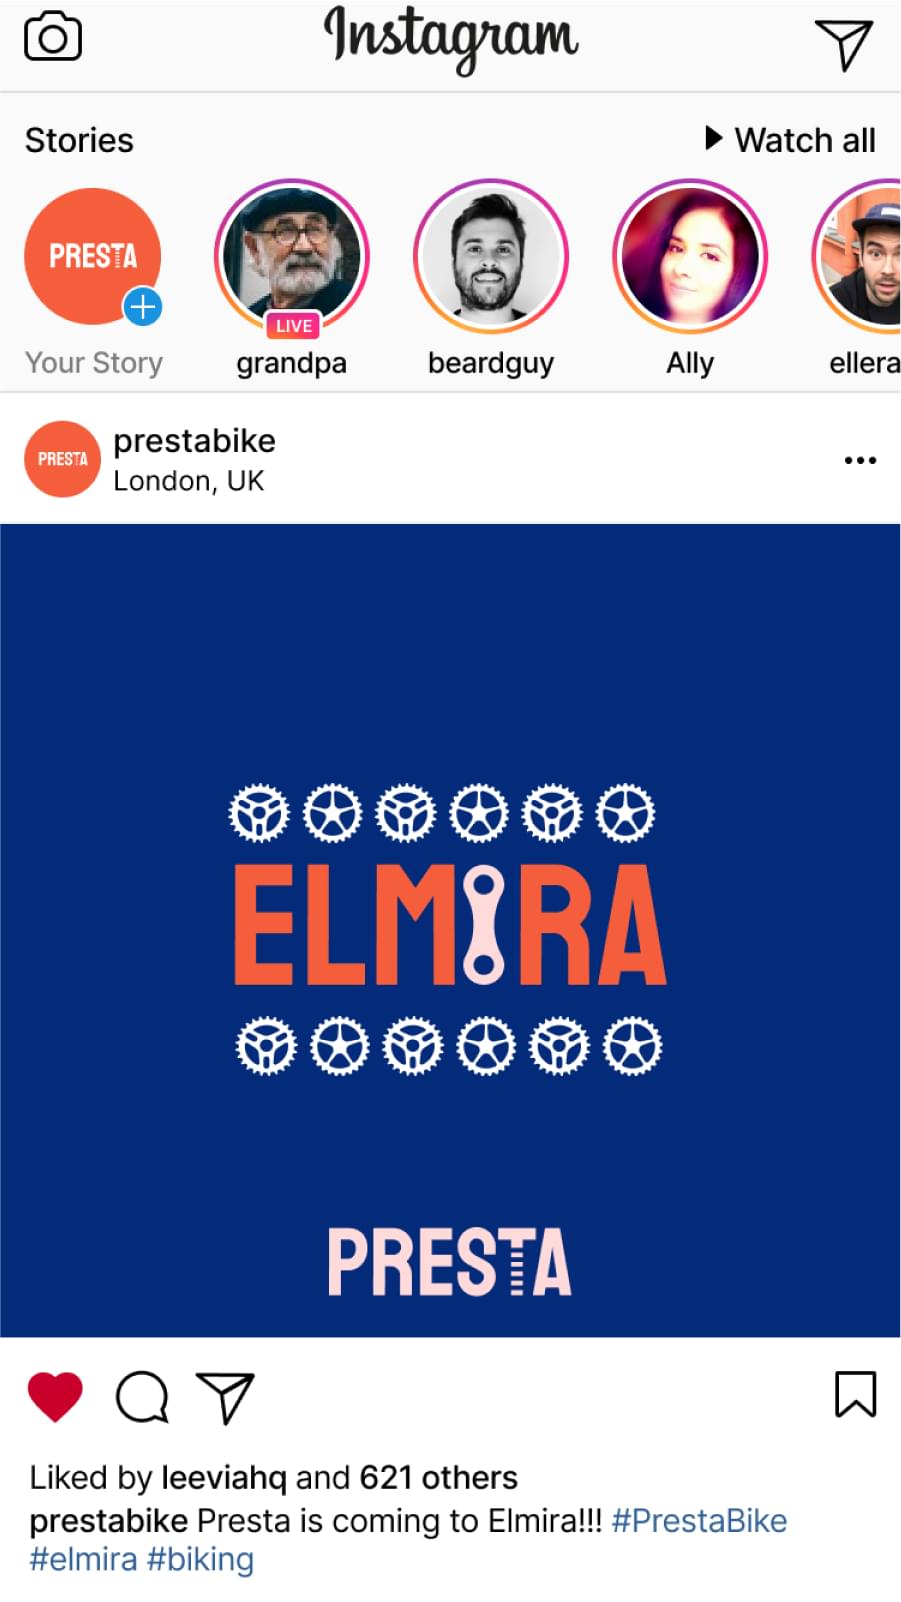 Instagram
Stories
Watch all
PRESTA
LIVE
Your Story
grandpa
beardguy
Ally
ellera
PRESTA
prestabike
London, UK
ELMIRA
PRESTA
Liked by leeviahq and 621 others
prestabike Presta is coming to Elmira!!! #PrestaBike
#elmira #biking